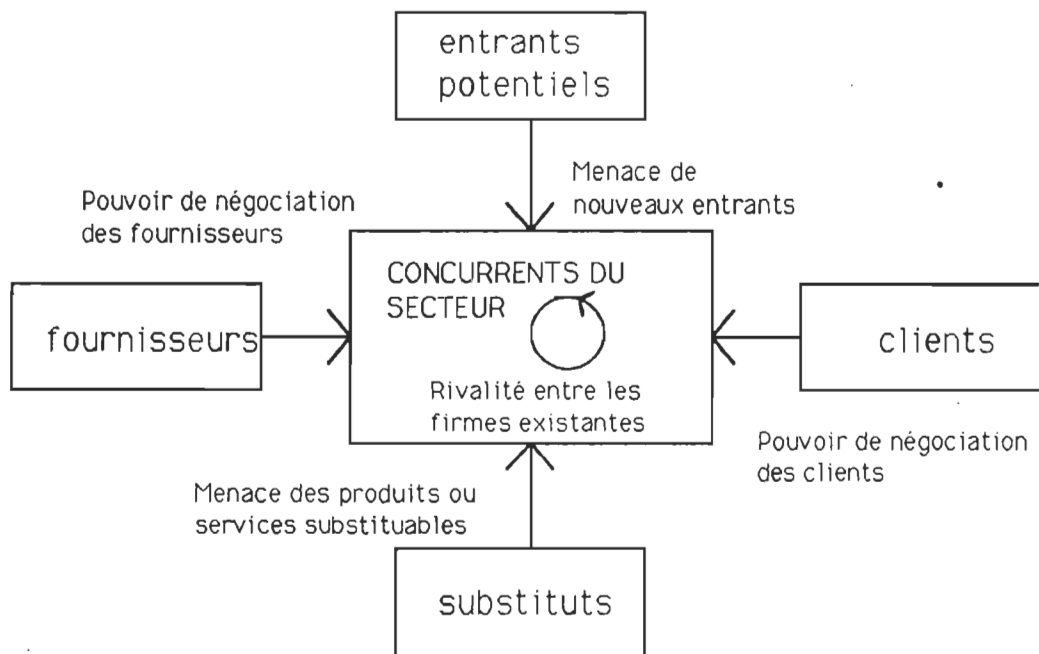 entrants
potentiels
Menace de
nouveaux entrants
Pouvoir de négociation
des fournisseurs
CONCURRENTS DU
SECTEUR
fournisseurs
clients
Rivalité entre les
firmes existantes
Pouvoir de négociation
des clients
Menace des produits ou
services substituables
substituts